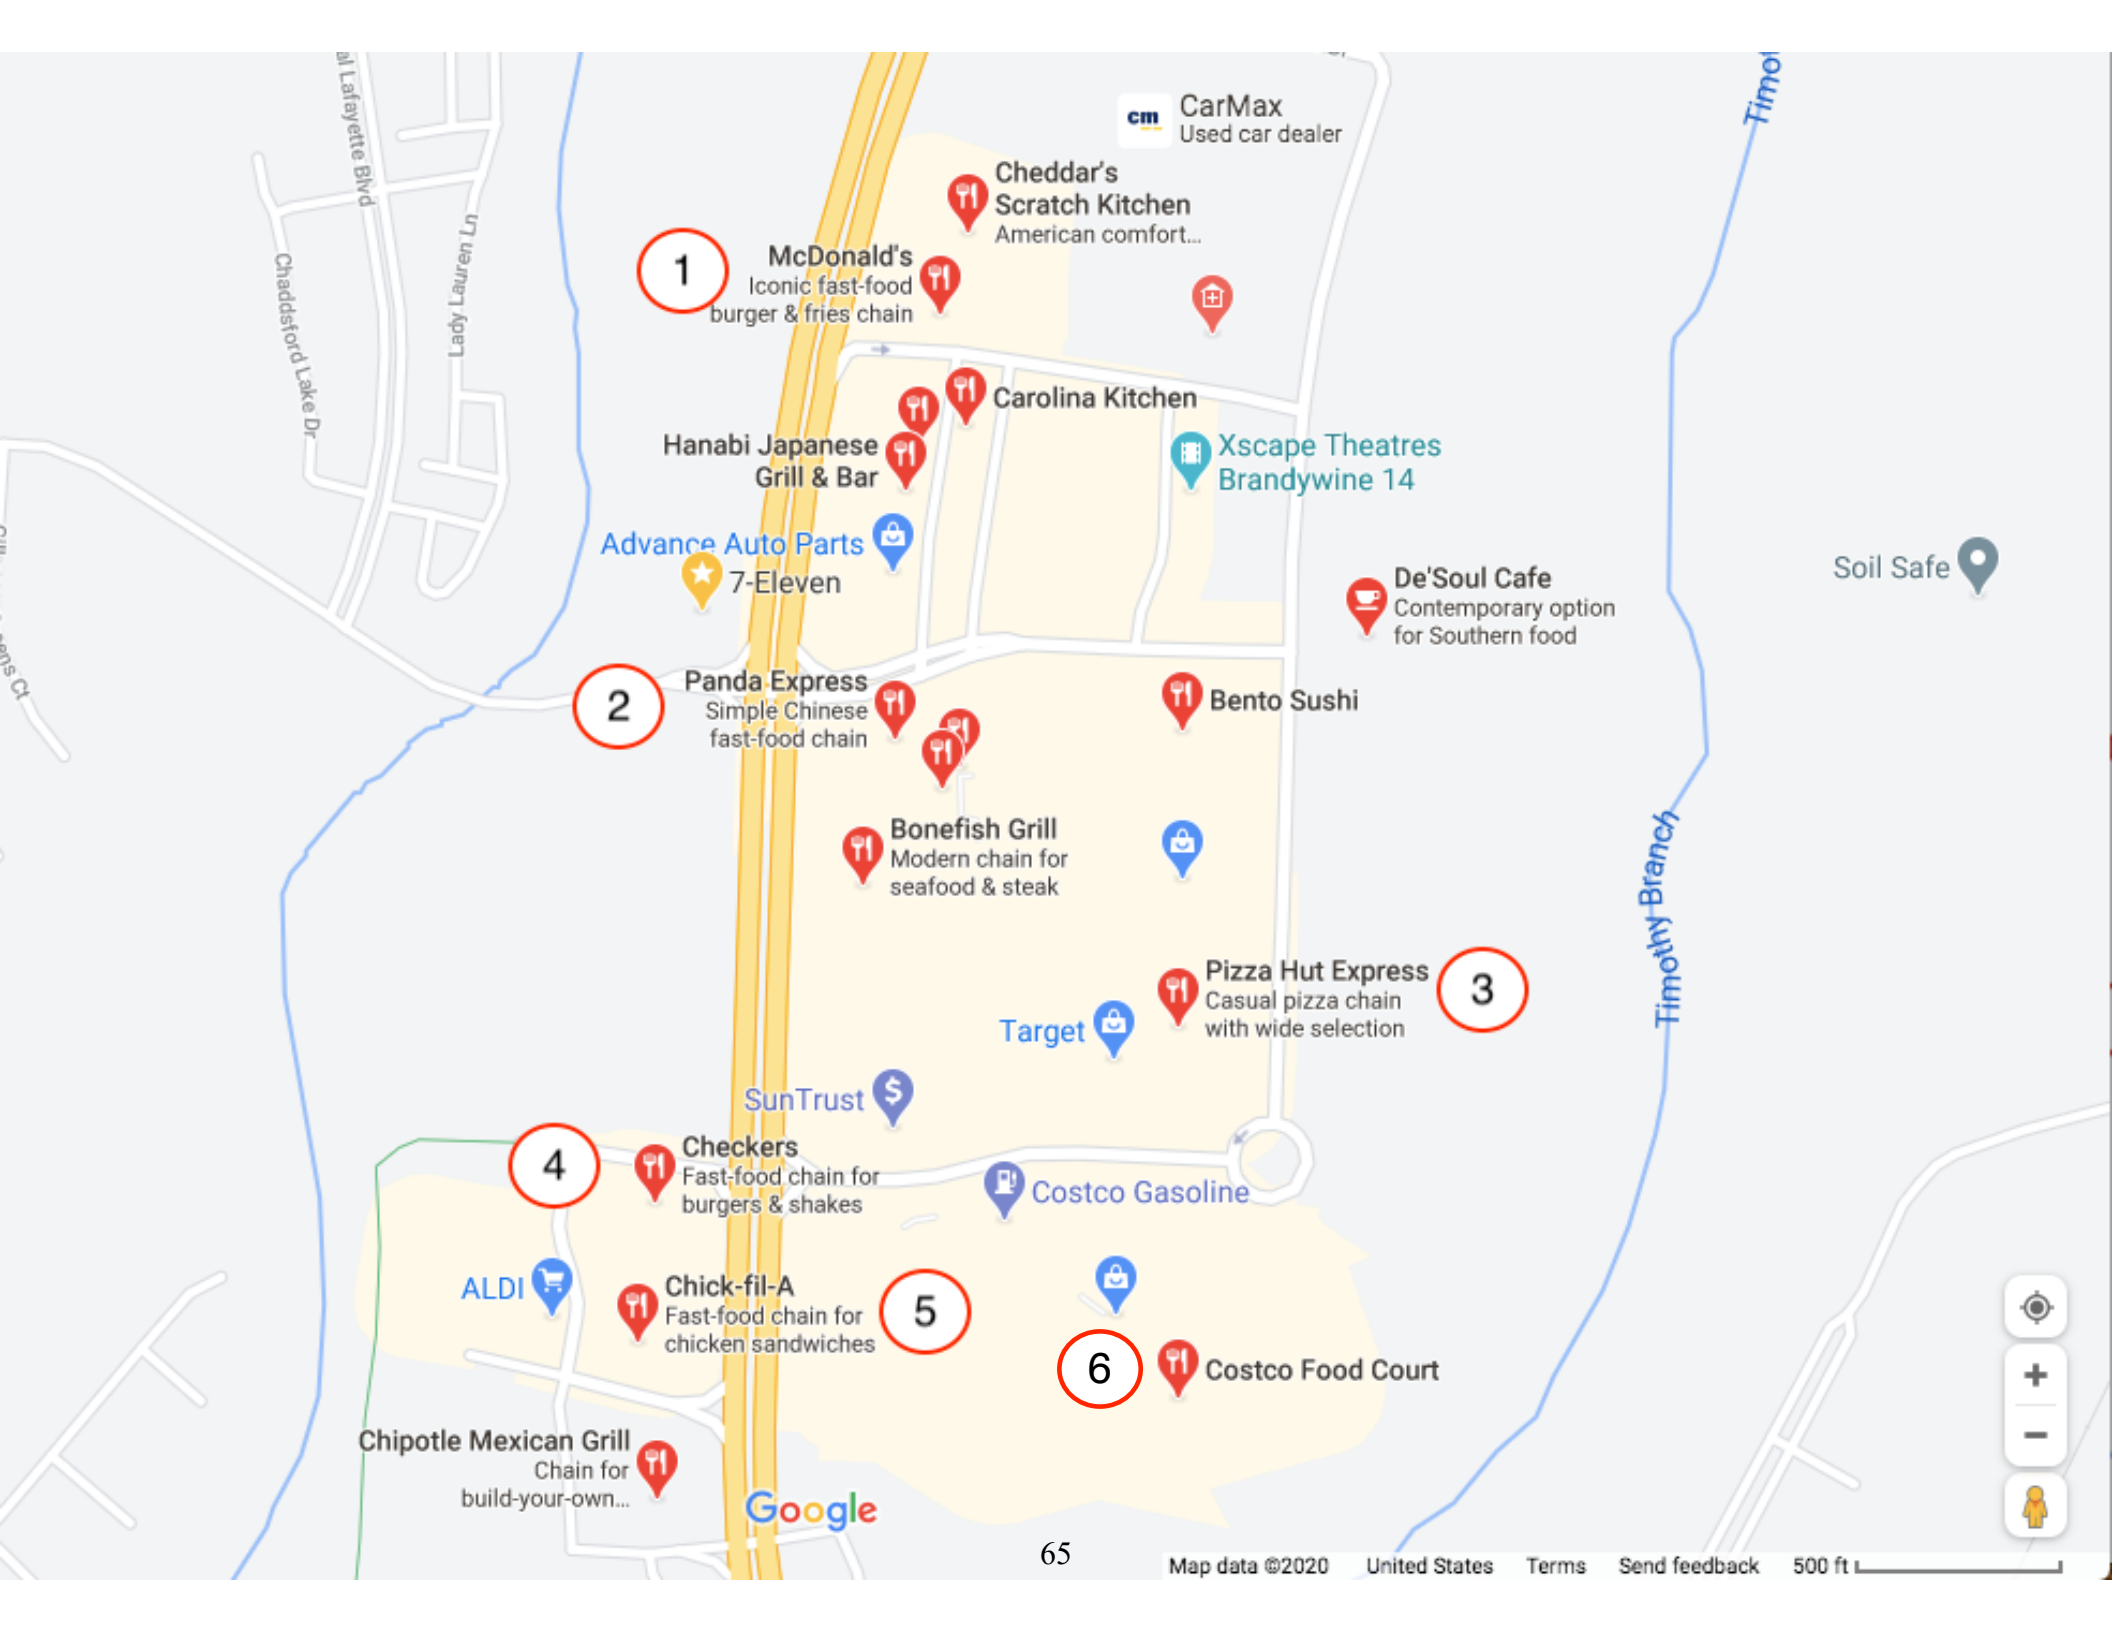 al Lafayette Blvd
Timot
cm
CarMax
Used car dealer
Cheddar's
Scratch Kitchen
American comfort...
1
McDonald's
Iconic fast-food
burger & fries chain
Chaddsford Lake Dr
Lady Lauren Ln
Carolina Kitchen
Hanabi Japanese
Grill & Bar
Xscape Theatres
Brandywine 14
Advance Auto Parts
7-Eleven
Soil Safe
De'Soul Cafe
Contemporary option
for Southern food
ens Ct
2
Panda Express
Simple Chinese
fast-food chain
Bento Sushi
Bonefish Grill
Modern chain for
seafood & steak
Timothy Branch
Pizza Hut Express
Casual pizza chain
with wide selection
3
Target
SunTrust
4
Checkers
Fast-food chain for
burgers & shakes
Costco Gasoline
ALDI
Chick-fil-A
Fast-food chain for
chicken sandwiches
5
6
Costco Food Court
Chipotle Mexican Grill
Chain for
build-your-own...
Google
65
Map data ©2020 United States Terms Send feedback 500 ft